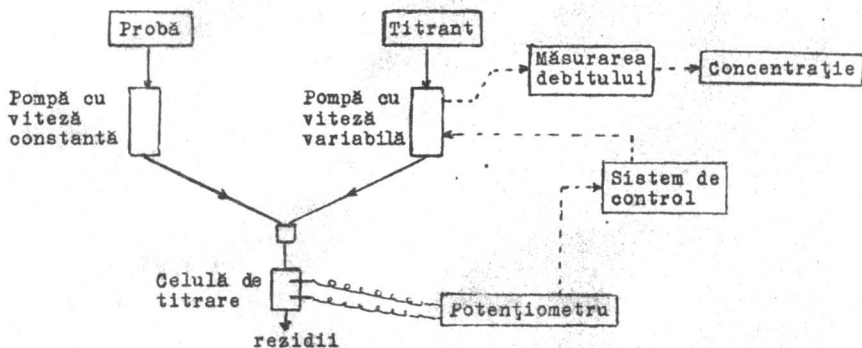 Probă
Titrant
Măsurarea
debitului
Concentrație
Pompă cu
viteză
constantă
Pompă cu
viteză
variabilă
Sistem de
control
Celulă de
titrare
Potențiometru
rezidii